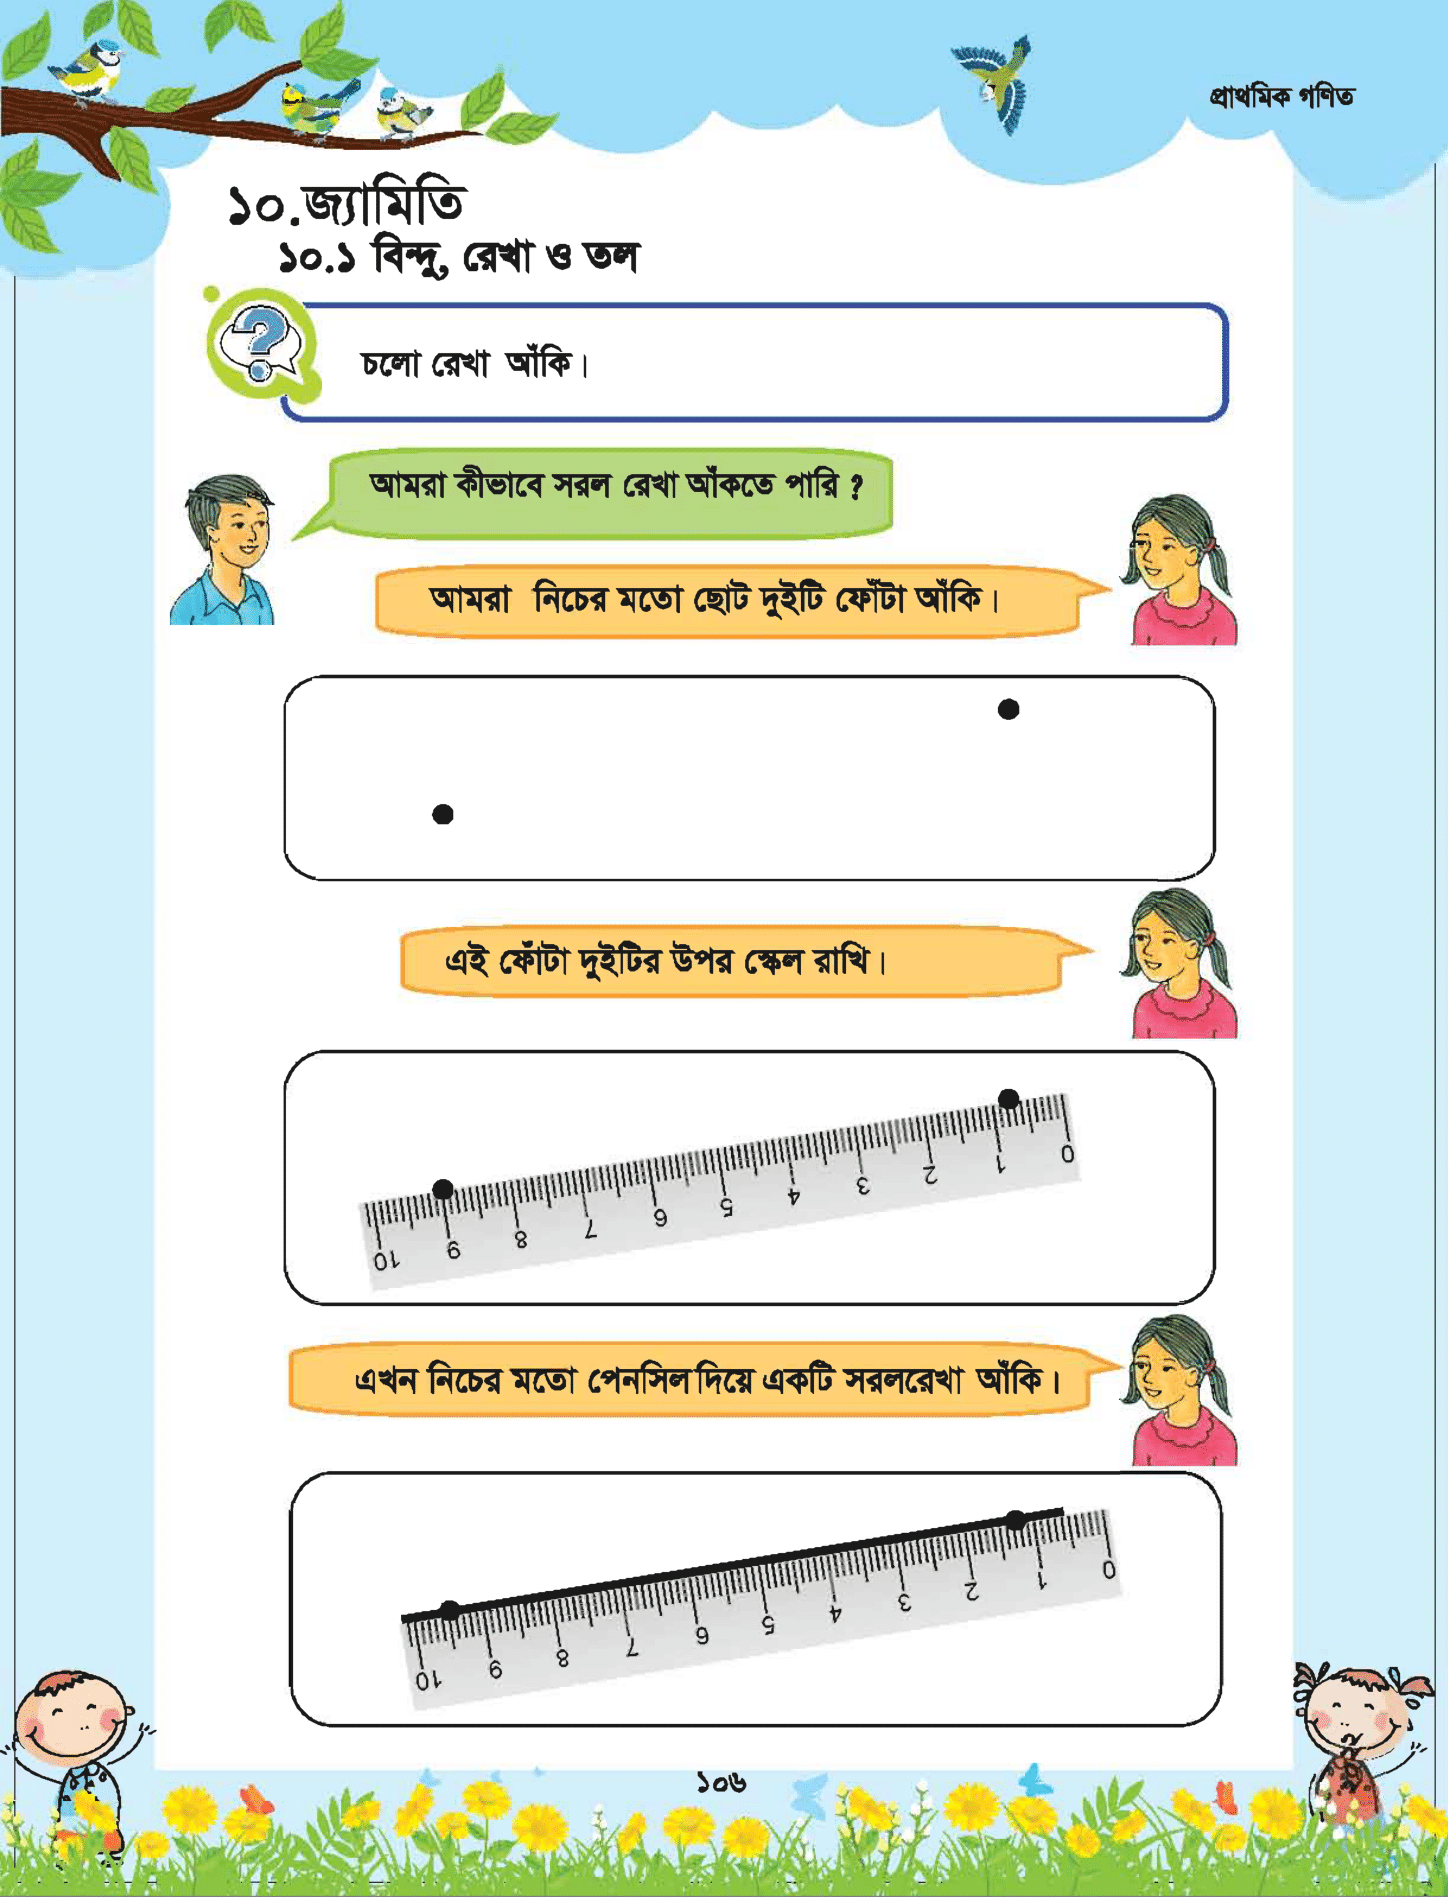 প্রাথমিক গণিত
১০.জ্যামিতি
১০.১ বিন্দু, রেখা ও তল
?
চলো রেখা আঁকি।
আমরা কীভাবে সরল রেখা আঁকতে পারি ?
আমরা নিচের মতো ছোট দুইটি ফোঁটা আঁকি।
এই ফোঁটা দুইটির উপর স্কেল রাখি।
10 9 8 7 6 5 4 3 2 1 0
এখন নিচের মতো পেনসিল দিয়ে একটি সরলরেখা আঁকি।
10 9 8 7 6 5 4 3 2 1 0
১০৬